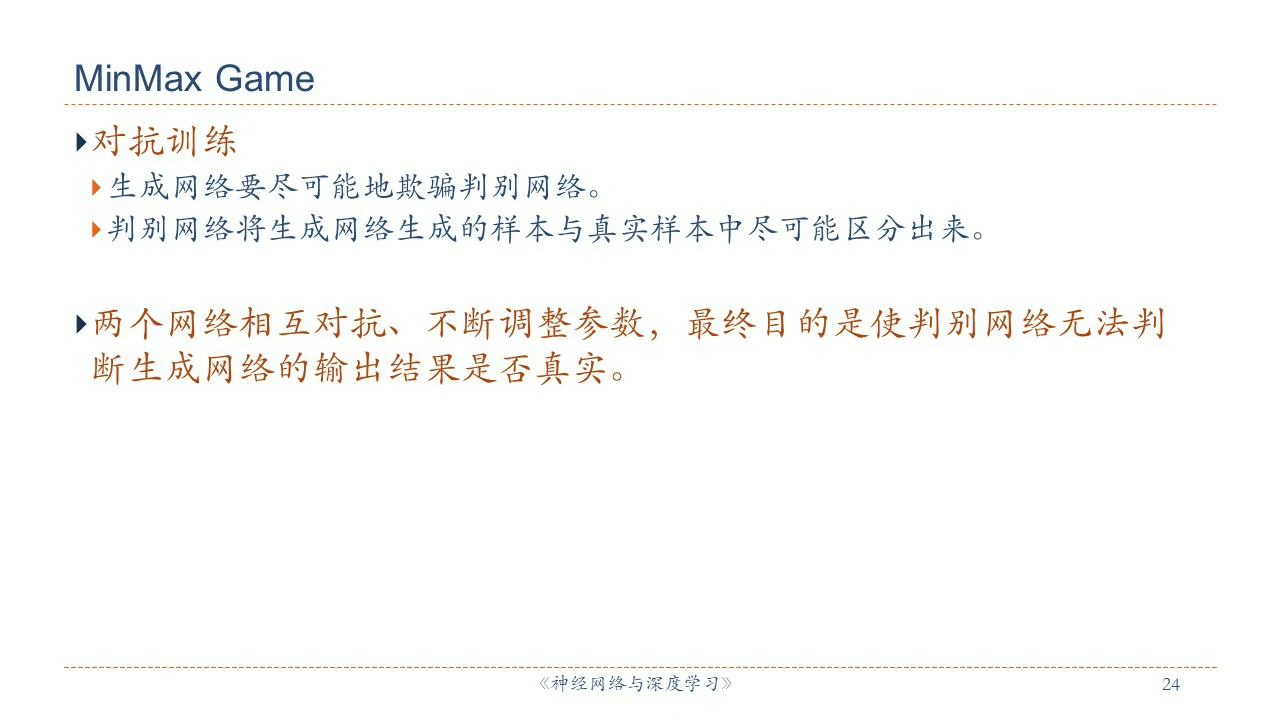 MinMax Game
对抗训练
生成网络要尽可能地欺骗判别网络。
判别网络将生成网络生成的样本与真实样本中尽可能区分出来。
两个网络相互对抗、不断调整参数，最终目的是使判别网络无法判
断生成网络的输出结果是否真实。
《神经网络与深度学习》
24